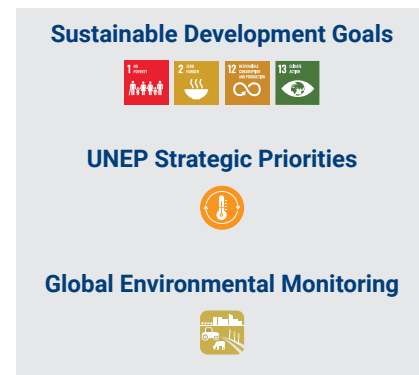 Sustainable Development Goals
1 NO POVERTY
2 ZERO HUNGER
12 RESPONSIBLE CONSUMPTION AND PRODUCTION
13 CLIMATE ACTION
UNEP Strategic Priorities
Global Environmental Monitoring